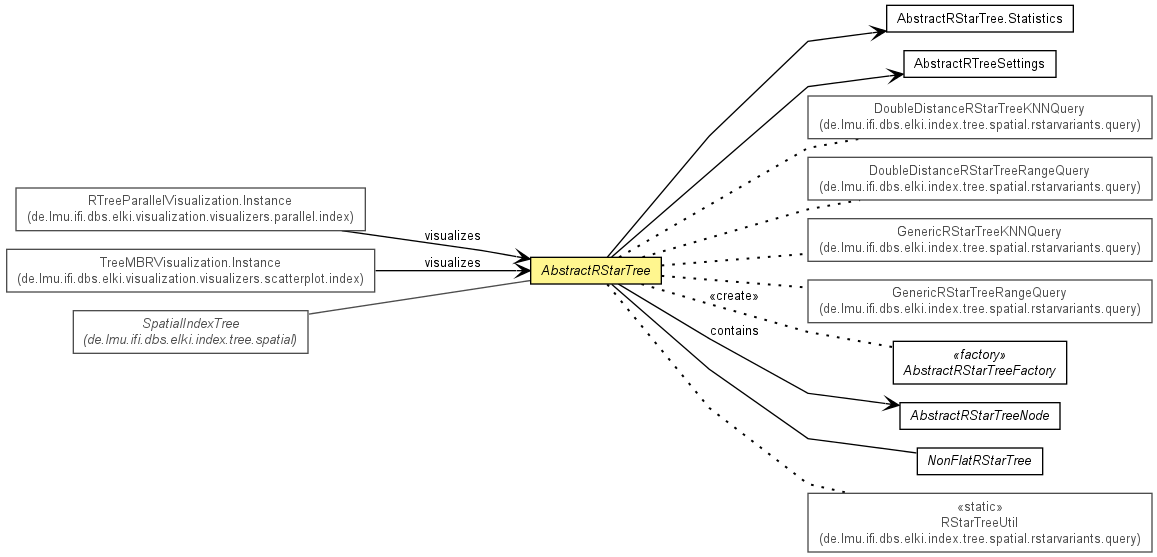 AbstractRStarTree.Statistics
AbstractRTreeSettings
DoubleDistanceRStarTreeKNNQuery
(de.lmu.ifi.dbs.elki.index.tree.spatial.rstarvariants.query)
DoubleDistanceRStarTreeRangeQuery
(de.lmu.ifi.dbs.elki.index.tree.spatial.rstarvariants.query)
RTreeParallelVisualization.Instance
(de.lmu.ifi.dbs.elki.visualization.visualizers.parallel.index)
visualizes
GenericRStarTreeKNNQuery
(de.lmu.ifi.dbs.elki.index.tree.spatial.rstarvariants.query)
TreeMBRVisualization.Instance
(de.lmu.ifi.dbs.elki.visualization.visualizers.scatterplot.index)
visualizes
AbstractRStarTree
GenericRStarTreeRangeQuery
(de.lmu.ifi.dbs.elki.index.tree.spatial.rstarvariants.query)
«create»
SpatialIndexTree
(de.lmu.ifi.dbs.elki.index.tree.spatial)
contains
«factory»
AbstractRStarTreeFactory
AbstractRStarTreeNode
NonFlatRStarTree
«static»
RStarTreeUtil
(de.lmu.ifi.dbs.elki.index.tree.spatial.rstarvariants.query)